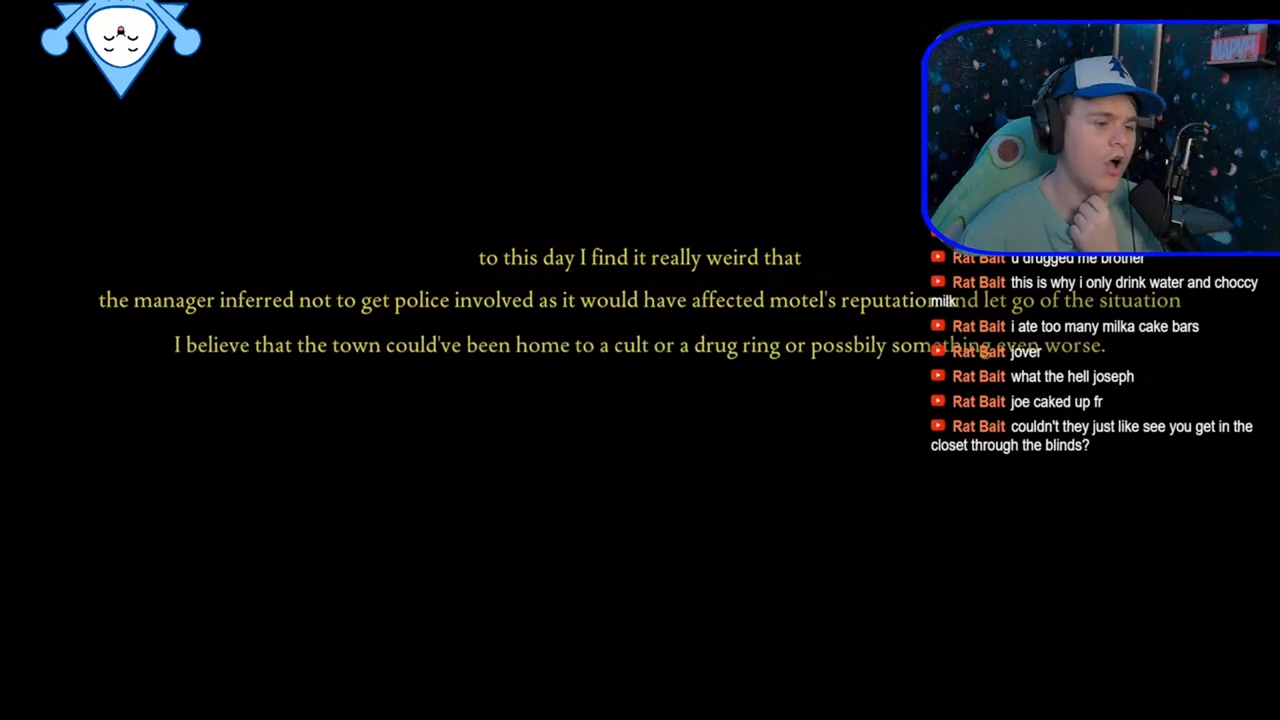 MARVEL
to this day I find it really weird that
the manager inferred not to get police involved as it would have affected motel's reputation and let go of the situation
I believe that the town could've been home to a cult or a drug ring or possbily something even worse.
Rat Bait u drugged me brother
Rat Bait this is why i only drink water and choccy
milk
Rat Bait i ate too many milka cake bars
Rat Bait jover
Rat Bait what the hell joseph
Rat Bait joe caked up fr
Rat Bait couldn't they just like see you get in the
closet through the blinds?